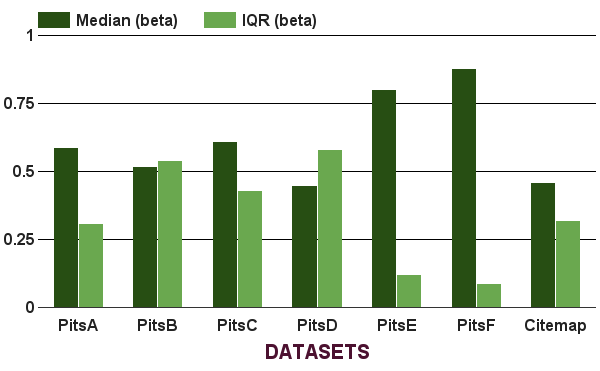 Median (beta) IQR (beta)
1
0.75
0.5
0.25
0
PitsA PitsB PitsC PitsD PitsE PitsF Citemap
DATASETS